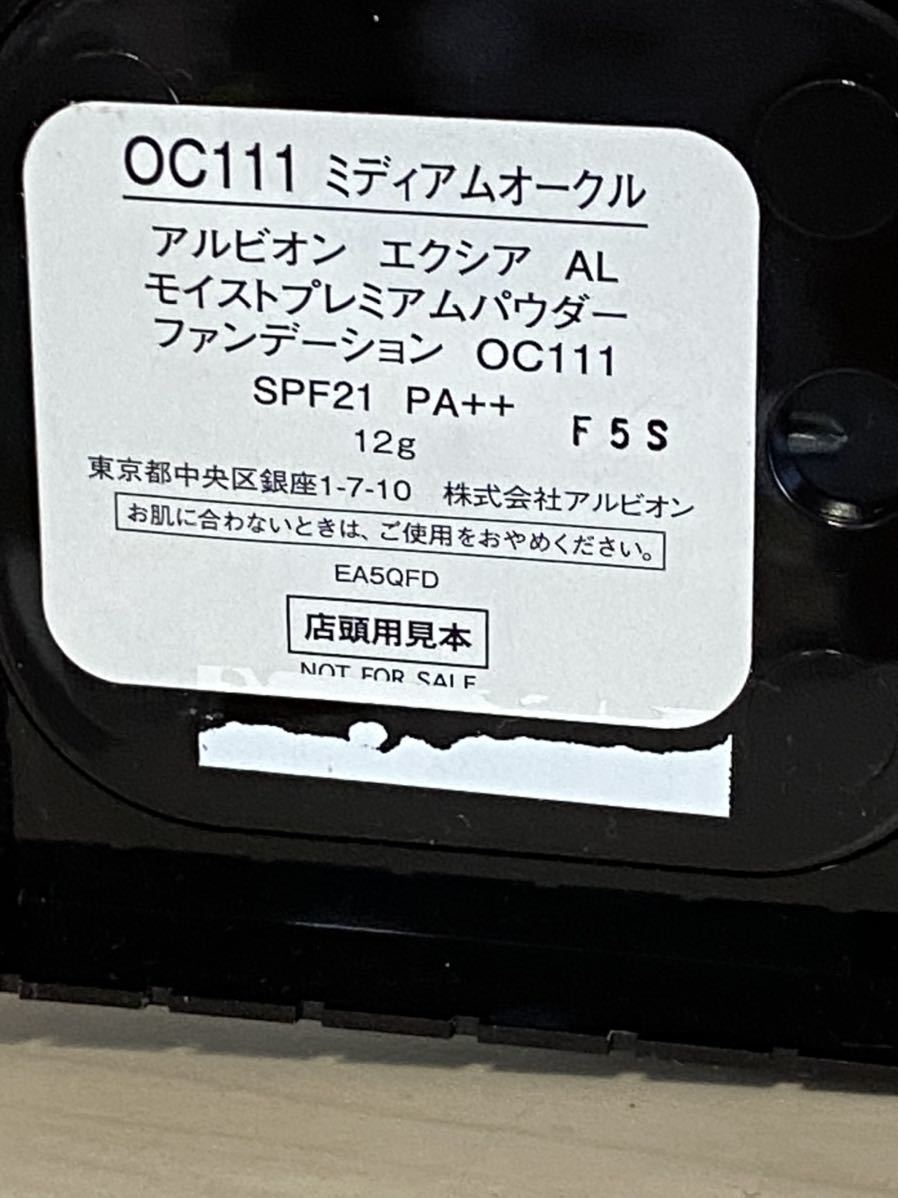 OC111 ミディアムオークル
アルビオン エクシア AL
モイストプレミアムパウダー
ファンデーション OC111
SPF21 PA++
12g F5S
東京都中央区銀座1-7-10 株式会社アルビオン
お肌に合わないときは、ご使用をおやめください。
EA5QFD
店頭用見本
NOT FOR SALE